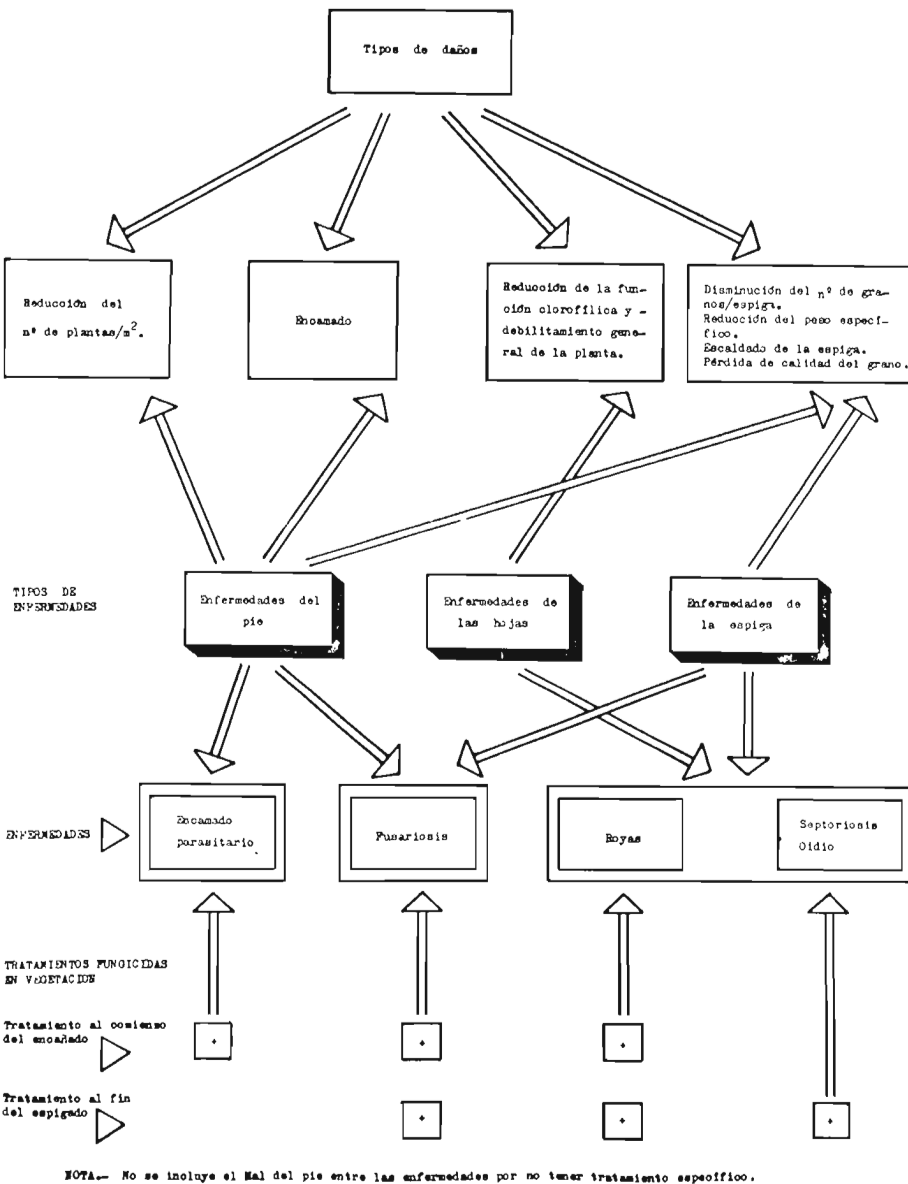 Tipos de daños
Reducción del
nº de plantas/m².
Encamado
Reducción de la fun-
ción clorofílica y -
debilitamiento gene-
ral de la planta.
Disminución del nº de gra-
nos/espiga.
Reducción del peso especí-
fico.
Escaldado de la espiga.
Pérdida de calidad del grano.
TIPOS DE
ENFERMEDADES
Enfermedades del
pie
Enfermedades de
las hojas
Enfermedades de
la espiga
ENFERMEDADES
Encamado
parasitario
Fusariosis
Royas
Septoriosis
Oidio
TRATAMIENTOS FUNGICIDAS
EN VEGETACION
Tratamiento al comienzo
del encañado
+
+
+
Tratamiento al fin
del espigado
+
+
+
NOTA.— No se incluye el Mal del pie entre las enfermedades por no tener tratamiento específico.